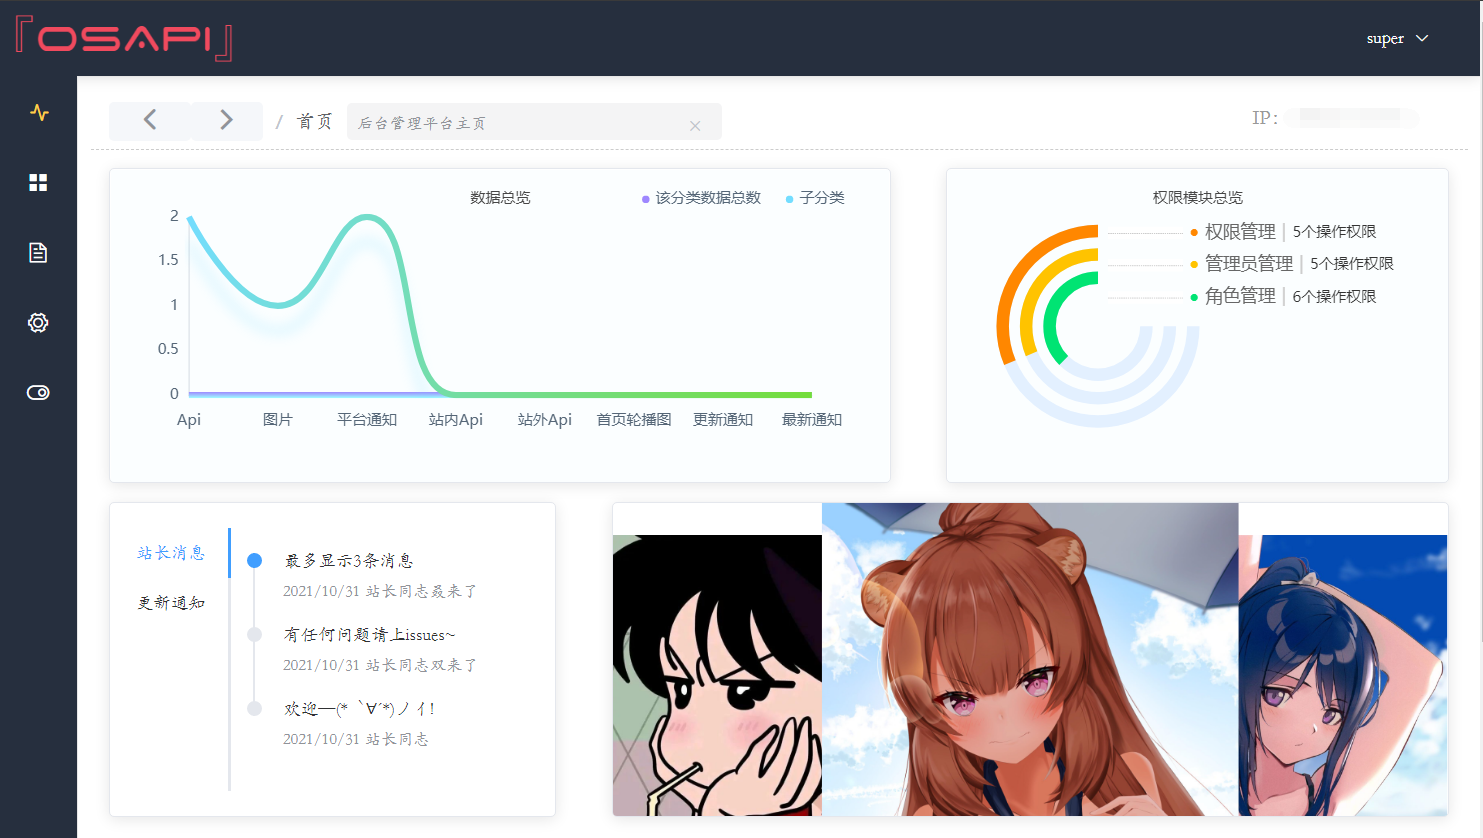 『OSAPI』
super
/ 首页
后台管理平台主页
IP:
数据总览
该分类数据总数
子分类
2
1.5
1
0.5
0
Api
图片
平台通知
站内Api
站外Api
首页轮播图
更新通知
最新通知
权限模块总览
权限管理 | 5个操作权限
管理员管理 | 5个操作权限
角色管理 | 6个操作权限
站长消息
更新通知
最多显示3条消息
2021/10/31 站长同志叒来了
有任何问题请上issues~
2021/10/31 站长同志双来了
欢迎—(*｀∀´*)ノ亻!
2021/10/31 站长同志